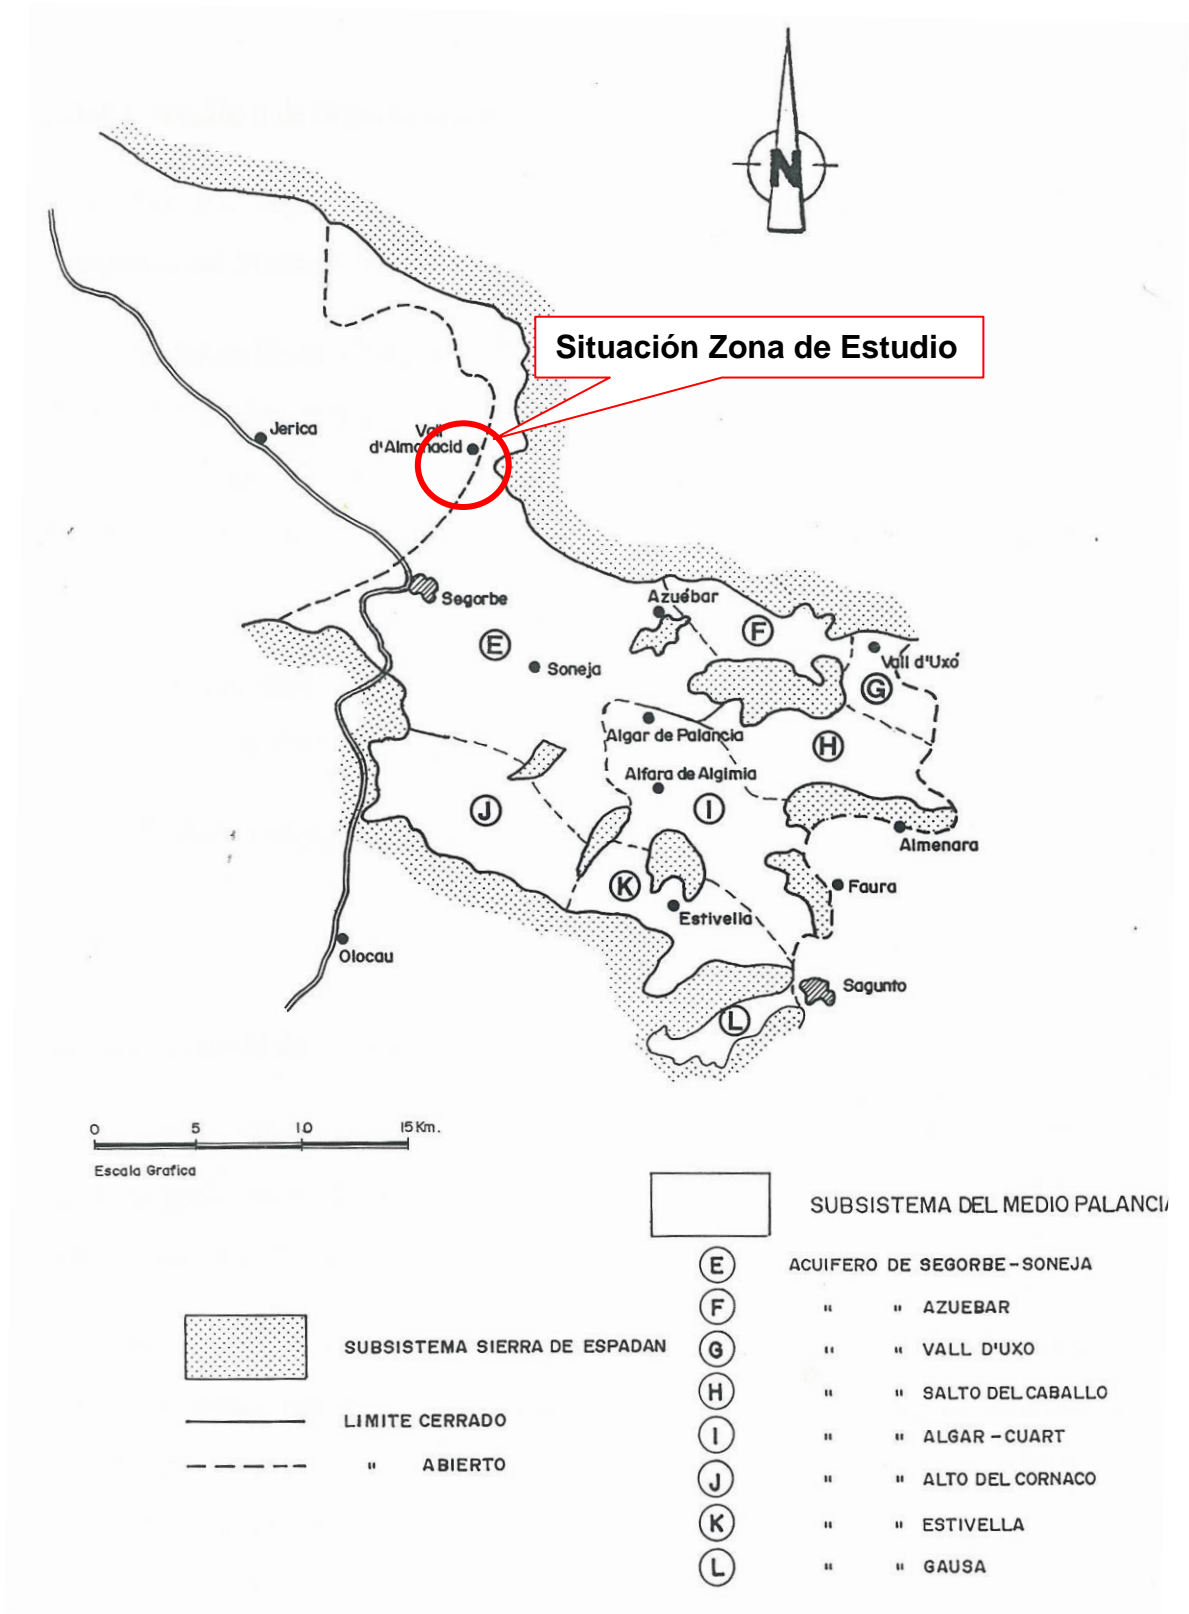 N
Situación Zona de Estudio
Jerica
Vall
d'Almonacid
Segorbe
Azuébar
E
F
Soneja
Vall d'Uxó
G
Algar de Palancia
H
Alfara de Algimia
J
I
Almenara
K
Faura
Estivella
Olocau
Sagunto
L
0 5 10 15 Km.
Escala Grafica
SUBSISTEMA DEL MEDIO PALANCIA
E ACUIFERO DE SEGORBE-SONEJA
F " " AZUEBAR
SUBSISTEMA SIERRA DE ESPADAN
G " " VALL D'UXO
H " " SALTO DEL CABALLO
LIMITE CERRADO
I " " ALGAR-CUART
" ABIERTO
J " " ALTO DEL CORNACO
K " " ESTIVELLA
L " " GAUSA